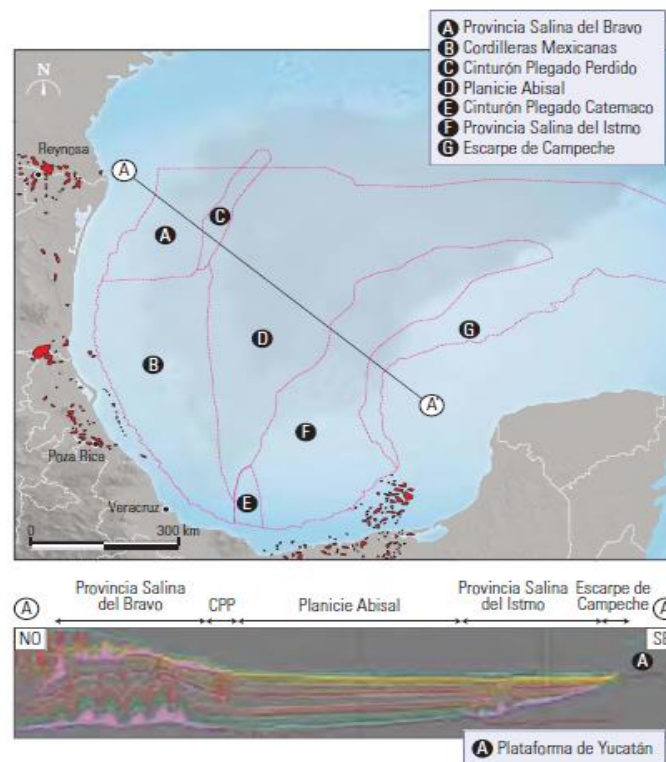 A Provincia Salina del Bravo
B Cordilleras Mexicanas
C Cinturón Plegado Perdido
D Planicie Abisal
E Cinturón Plegado Catemaco
F Provincia Salina del Istmo
G Escarpe de Campeche
N
Reynosa
A
C
A
G
D
B
A'
F
Poza Rica
E
Veracruz
0 300 km
Provincia Salina del Bravo
CPP
Planicie Abisal
Provincia Salina del Istmo
Escarpe de Campeche
A
A
NO
SE
A
A Plataforma de Yucatán